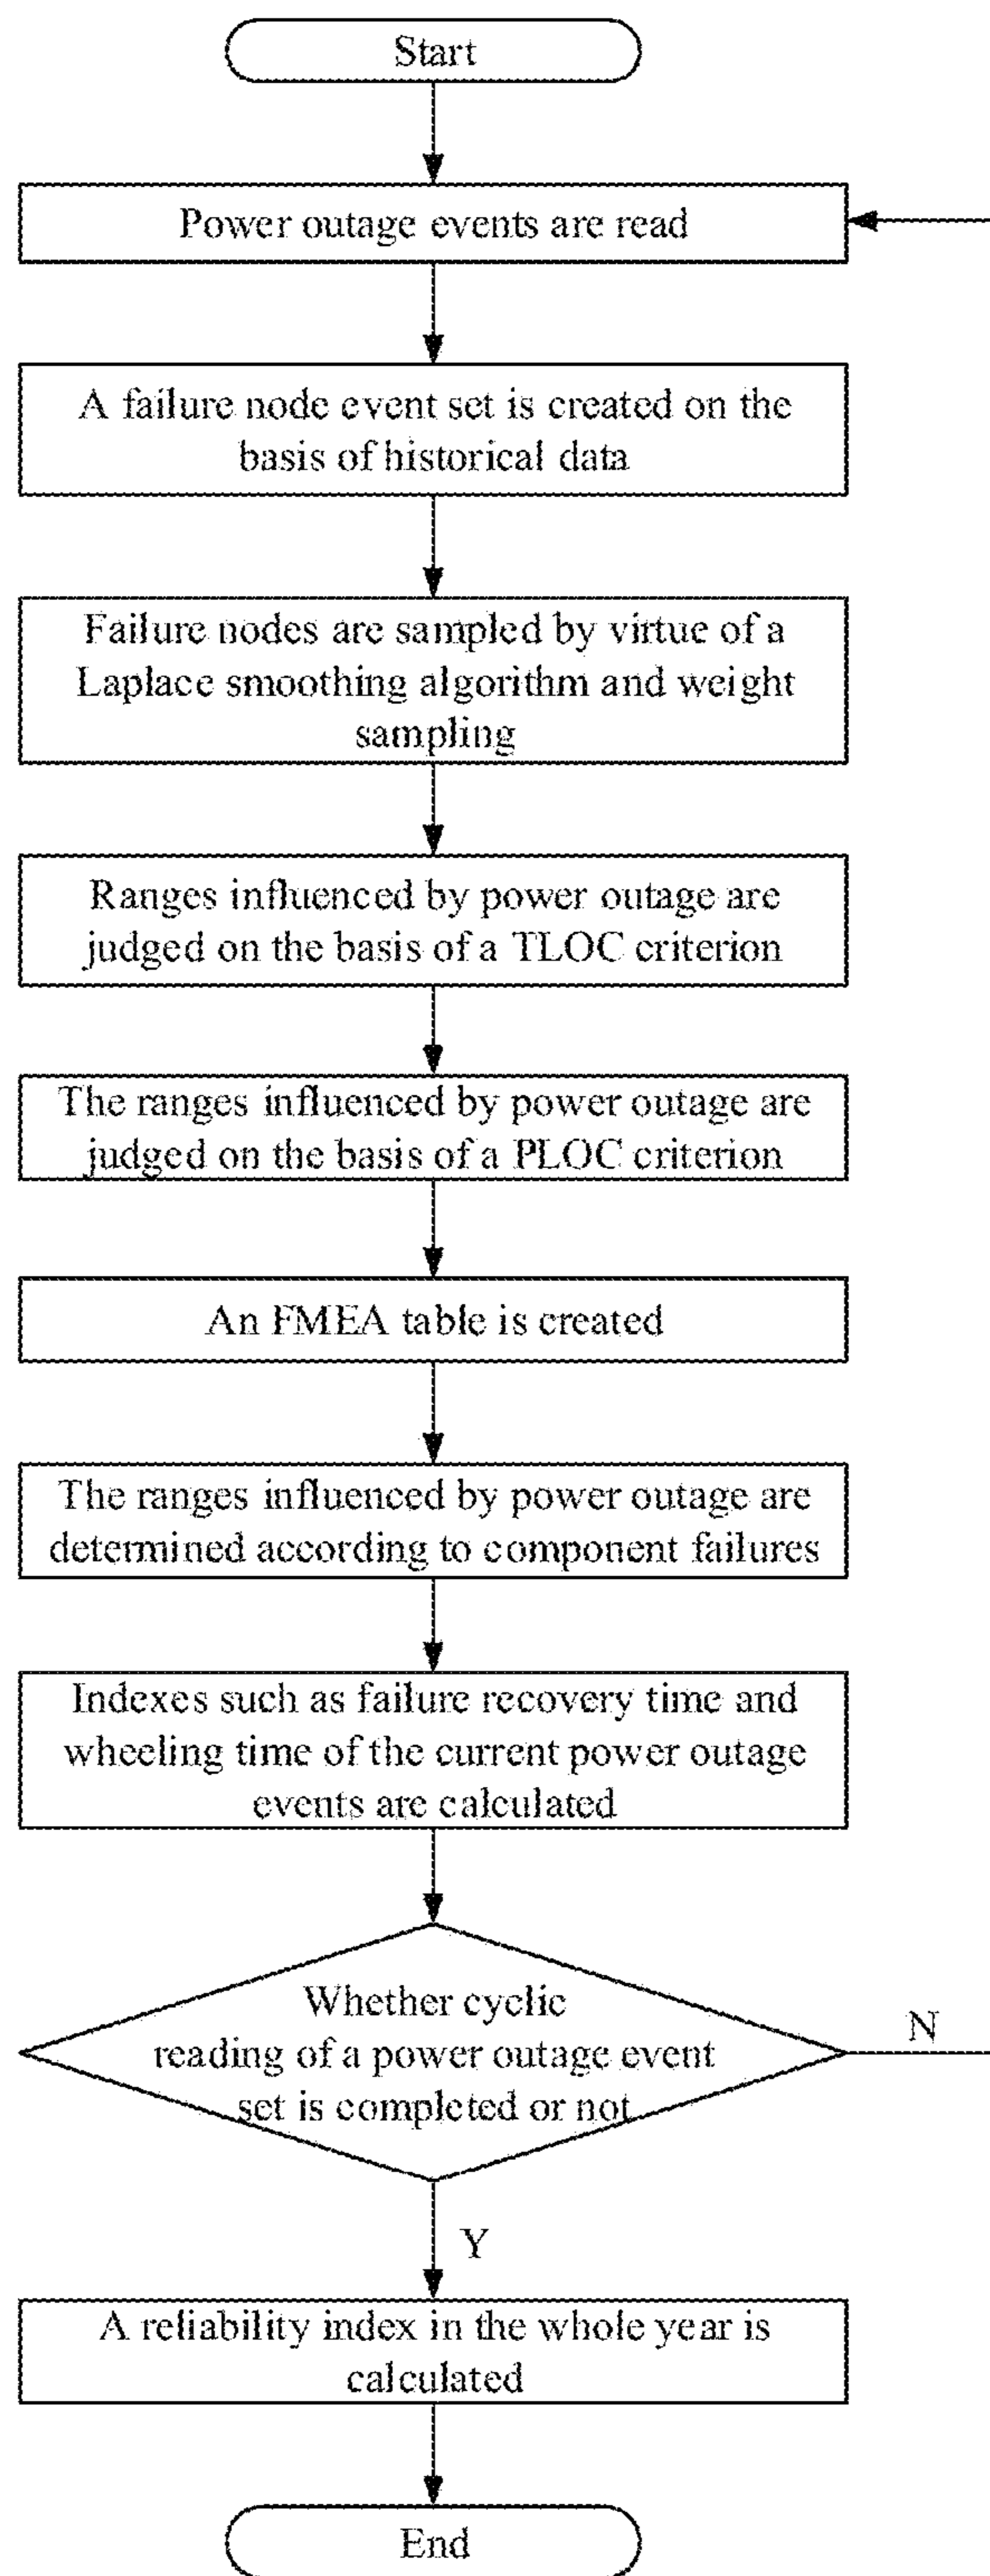 Start
Power outage events are read
A failure node event set is created on the
basis of historical data
Failure nodes are sampled by virtue of a
Laplace smoothing algorithm and weight
sampling
Ranges influenced by power outage are
judged on the basis of a TLOC criterion
The ranges influenced by power outage are
judged on the basis of a PLOC criterion
An FMEA table is created
The ranges influenced by power outage are
determined according to component failures
Indexes such as failure recovery time and
wheeling time of the current power outage
events are calculated
Whether cyclic
reading of a power outage event
set is completed or not
N
Y
A reliability index in the whole year is
calculated
End